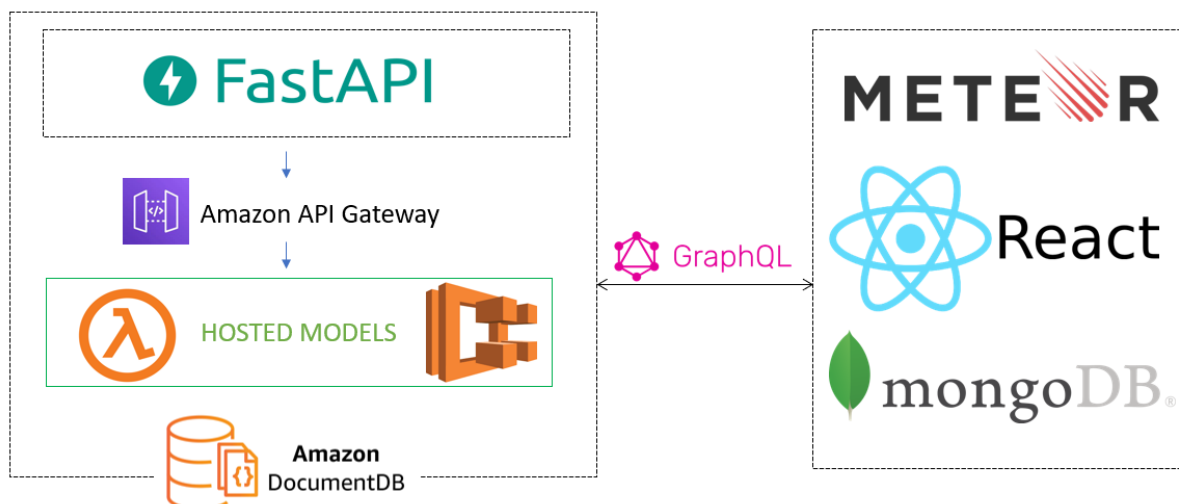 FastAPI
Amazon API Gateway
HOSTED MODELS
Amazon
DocumentDB
GraphQL
METEOR
React
mongoDB®